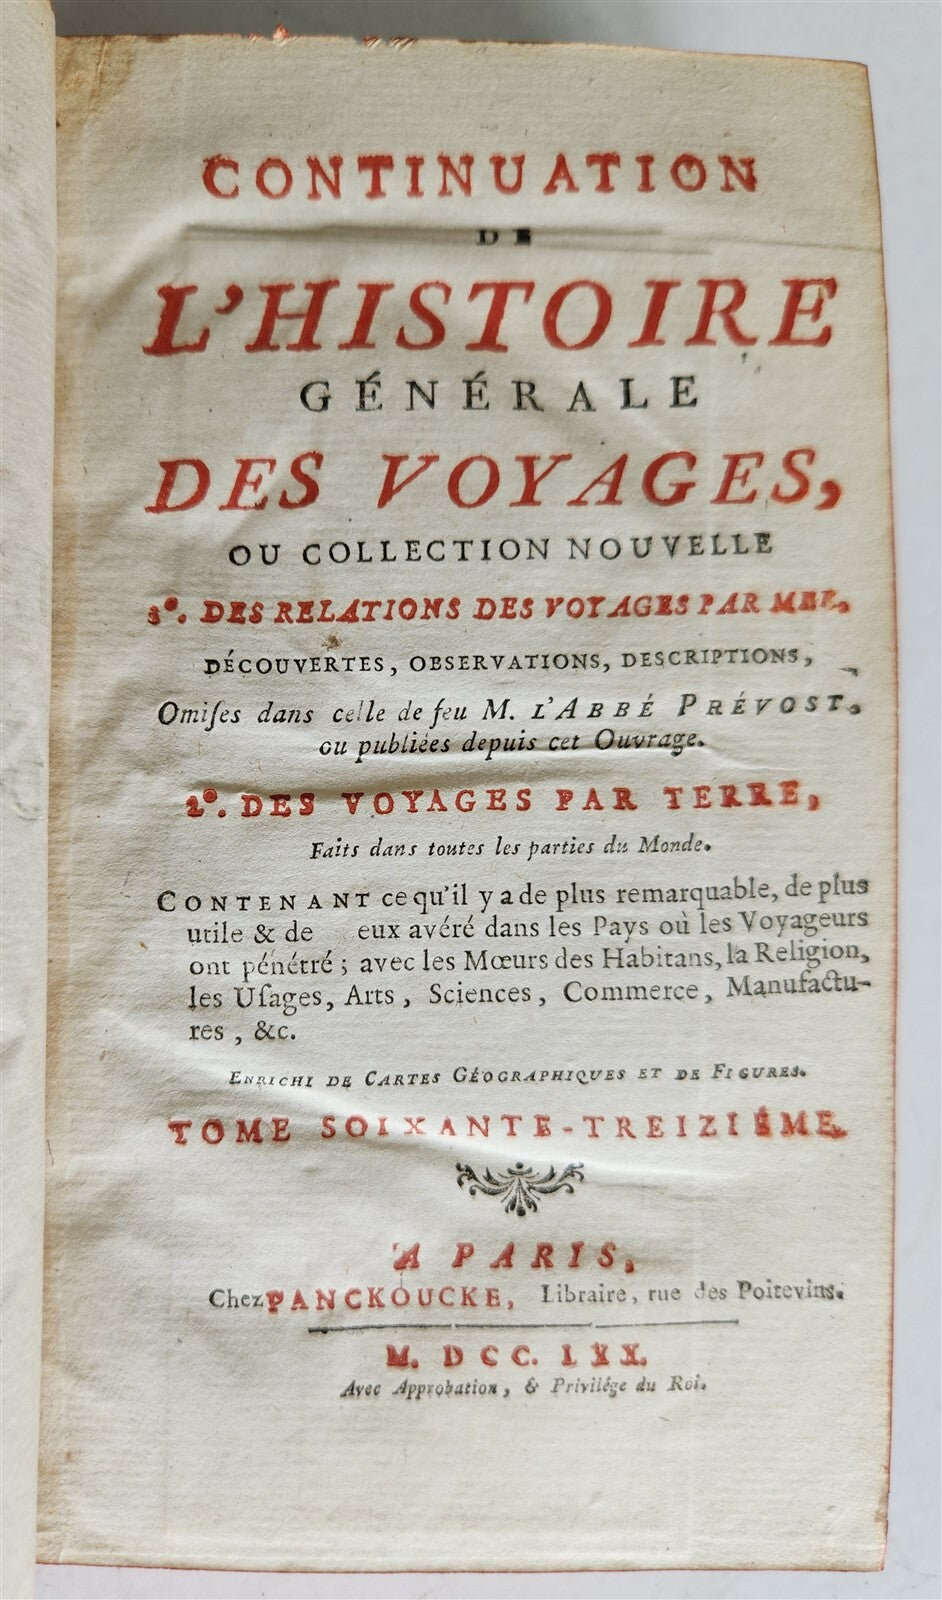 CONTINUATION
DE
L'HISTOIRE
GÉNÉRALE
DES VOYAGES,
OU COLLECTION NOUVELLE
1°. DES RELATIONS DES VOYAGES PAR MER,
DÉCOUVERTES, OBSERVATIONS, DESCRIPTIONS,
Omiſes dans celle de feu M. L'ABBÉ PRÉVOST,
ou publiées depuis cet Ouvrage.
2°. DES VOYAGES PAR TERRE,
Faits dans toutes les parties du Monde.
CONTENANT ce qu'il y a de plus remarquable, de plus
utile & de eux avéré dans les Pays où les Voyageurs
ont pénétré ; avec les Mœurs des Habitans, la Religion,
les Uſages, Arts, Sciences, Commerce, Manufactu-
res, &c.
ENRICHI DE CARTES GÉOGRAPHIQUES ET DE FIGURES.
TOME SOIXANTE-TREIZIÉME.
A PARIS,
Chez PANCKOUCKE, Libraire, rue des Poitevins.
M. DCC. LXX.
Avec Approbation, & Privilége du Roi.